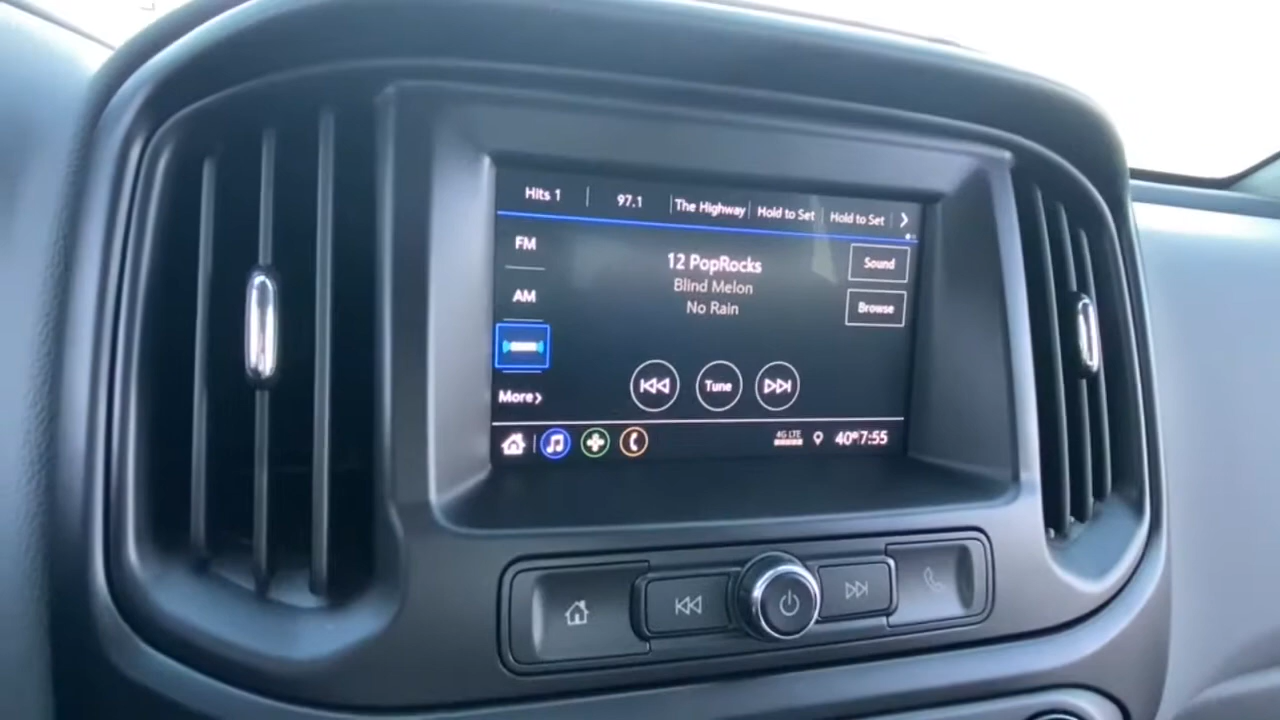 Hits 1 97.1 The Highway Hold to Set Hold to Set
FM
AM
More
12 PopRocks
Blind Melon
No Rain
Sound
Browse
Tune
4G LTE 40° 7:55